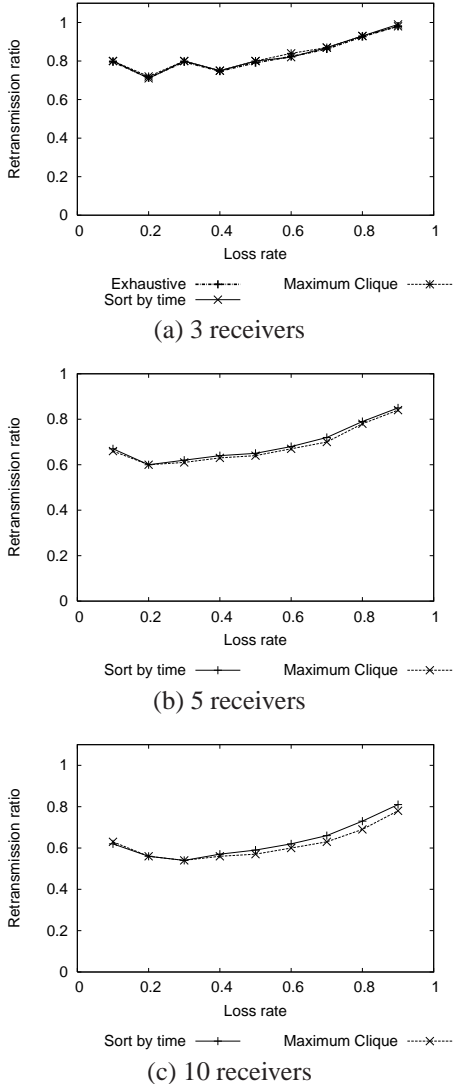 1
0.8
0.6
0.4
0.2
0
0 0.2 0.4 0.6 0.8 1
Retransmission ratio
Loss rate
Exhaustive Maximum Clique
Sort by time
(a) 3 receivers
1
0.8
0.6
0.4
0.2
0
0 0.2 0.4 0.6 0.8 1
Retransmission ratio
Loss rate
Sort by time Maximum Clique
(b) 5 receivers
1
0.8
0.6
0.4
0.2
0
0 0.2 0.4 0.6 0.8 1
Retransmission ratio
Loss rate
Sort by time Maximum Clique
(c) 10 receivers